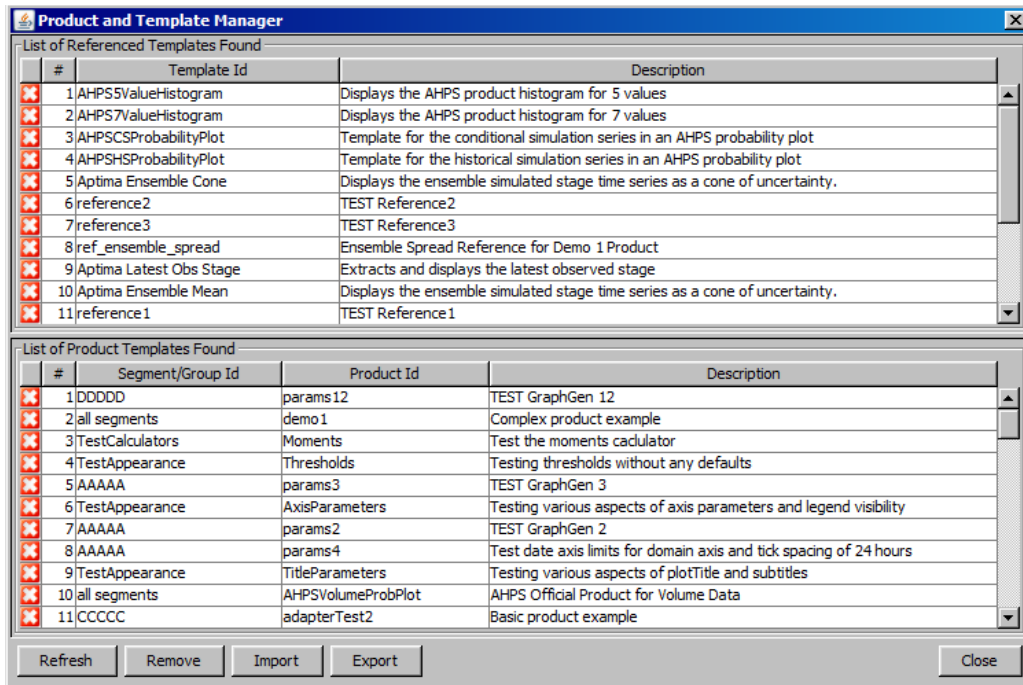 Product and Template Manager
List of Referenced Templates Found
# Template Id Description
1 AHPS5ValueHistogram Displays the AHPS product histogram for 5 values
2 AHPS7ValueHistogram Displays the AHPS product histogram for 7 values
3 AHPSCSProbabilityPlot Template for the conditional simulation series in an AHPS probability plot
4 AHPSHSProbabilityPlot Template for the historical simulation series in an AHPS probability plot
5 Aptima Ensemble Cone Displays the ensemble simulated stage time series as a cone of uncertainty.
6 reference2 TEST Reference2
7 reference3 TEST Reference3
8 ref_ensemble_spread Ensemble Spread Reference for Demo 1 Product
9 Aptima Latest Obs Stage Extracts and displays the latest observed stage
10 Aptima Ensemble Mean Displays the ensemble simulated stage time series as a cone of uncertainty.
11 reference1 TEST Reference1
List of Product Templates Found
# Segment/Group Id Product Id Description
1 DDDDD params12 TEST GraphGen 12
2 all segments demo1 Complex product example
3 TestCalculators Moments Test the moments cadulator
4 TestAppearance Thresholds Testing thresholds without any defaults
5 AAAAA params3 TEST GraphGen 3
6 TestAppearance AxisParameters Testing various aspects of axis parameters and legend visibility
7 AAAAA params2 TEST GraphGen 2
8 AAAAA params4 Test date axis limits for domain axis and tick spacing of 24 hours
9 TestAppearance TitleParameters Testing various aspects of plotTitle and subtitles
10 all segments AHPSVolumeProbPlot AHPS Official Product for Volume Data
11 CCCCC adapterTest2 Basic product example
Refresh Remove Import Export Close